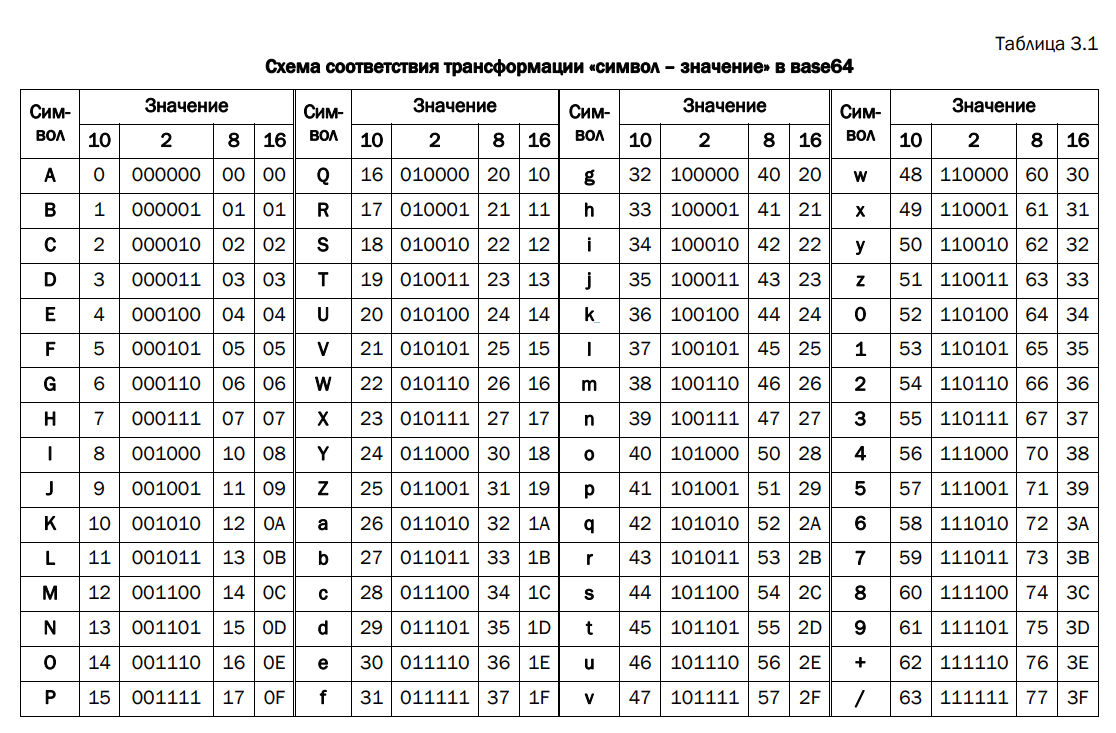 Таблица 3.1
Схема соответствия трансформации «символ – значение» в base64
Сим-вол Значение Сим-вол Значение Сим-вол Значение Сим-вол Значение
10 2 8 16 10 2 8 16 10 2 8 16 10 2 8 16
A 0 000000 00 00 Q 16 010000 20 10 g 32 100000 40 20 w 48 110000 60 30
B 1 000001 01 01 R 17 010001 21 11 h 33 100001 41 21 x 49 110001 61 31
C 2 000010 02 02 S 18 010010 22 12 i 34 100010 42 22 y 50 110010 62 32
D 3 000011 03 03 T 19 010011 23 13 j 35 100011 43 23 z 51 110011 63 33
E 4 000100 04 04 U 20 010100 24 14 k 36 100100 44 24 0 52 110100 64 34
F 5 000101 05 05 V 21 010101 25 15 l 37 100101 45 25 1 53 110101 65 35
G 6 000110 06 06 W 22 010110 26 16 m 38 100110 46 26 2 54 110110 66 36
H 7 000111 07 07 X 23 010111 27 17 n 39 100111 47 27 3 55 110111 67 37
I 8 001000 10 08 Y 24 011000 30 18 o 40 101000 50 28 4 56 111000 70 38
J 9 001001 11 09 Z 25 011001 31 19 p 41 101001 51 29 5 57 111001 71 39
K 10 001010 12 0A a 26 011010 32 1A q 42 101010 52 2A 6 58 111010 72 3A
L 11 001011 13 0B b 27 011011 33 1B r 43 101011 53 2B 7 59 111011 73 3B
M 12 001100 14 0C c 28 011100 34 1C s 44 101100 54 2C 8 60 111100 74 3C
N 13 001101 15 0D d 29 011101 35 1D t 45 101101 55 2D 9 61 111101 75 3D
O 14 001110 16 0E e 30 011110 36 1E u 46 101110 56 2E + 62 111110 76 3E
P 15 001111 17 0F f 31 011111 37 1F v 47 101111 57 2F / 63 111111 77 3F